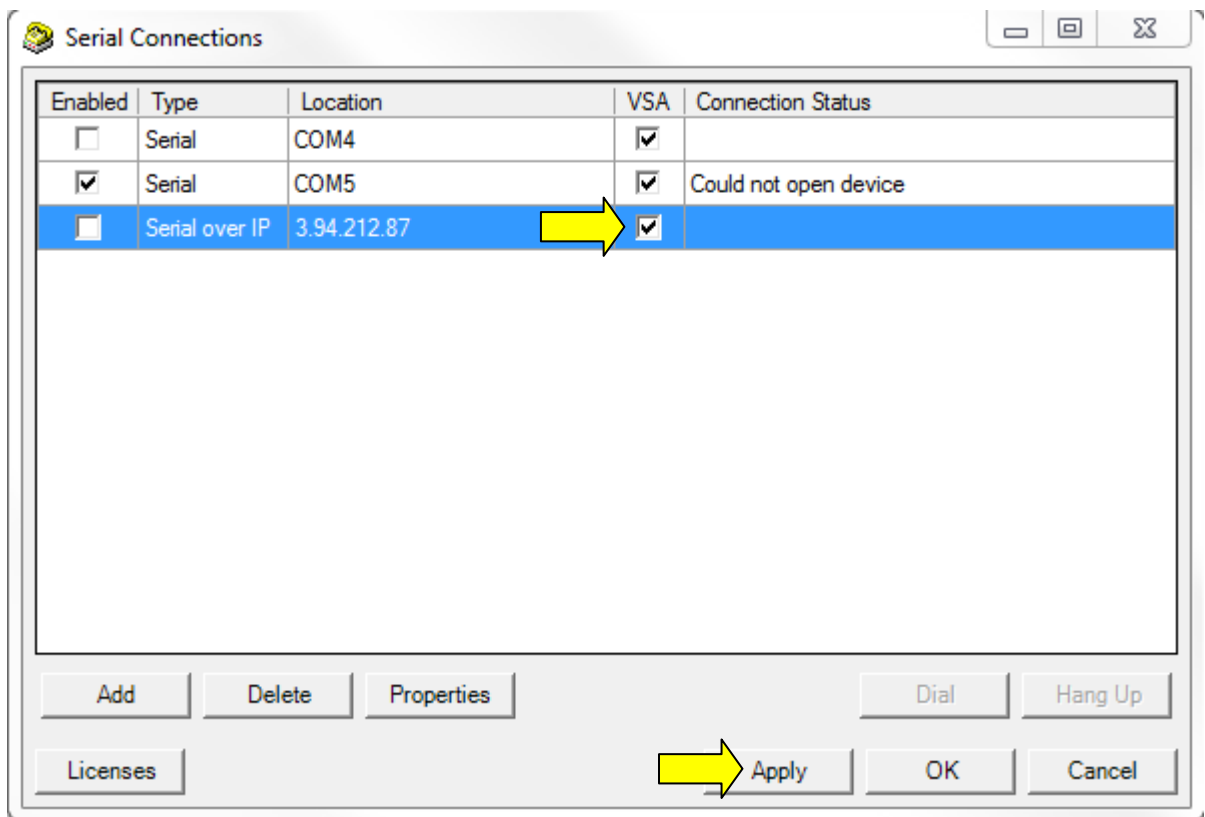 Serial Connections
Enabled Type Location VSA Connection Status
Serial COM4
Serial COM5 Could not open device
Serial over IP 3.94.212.87
Add Delete Properties Dial Hang Up
Licenses Apply OK Cancel